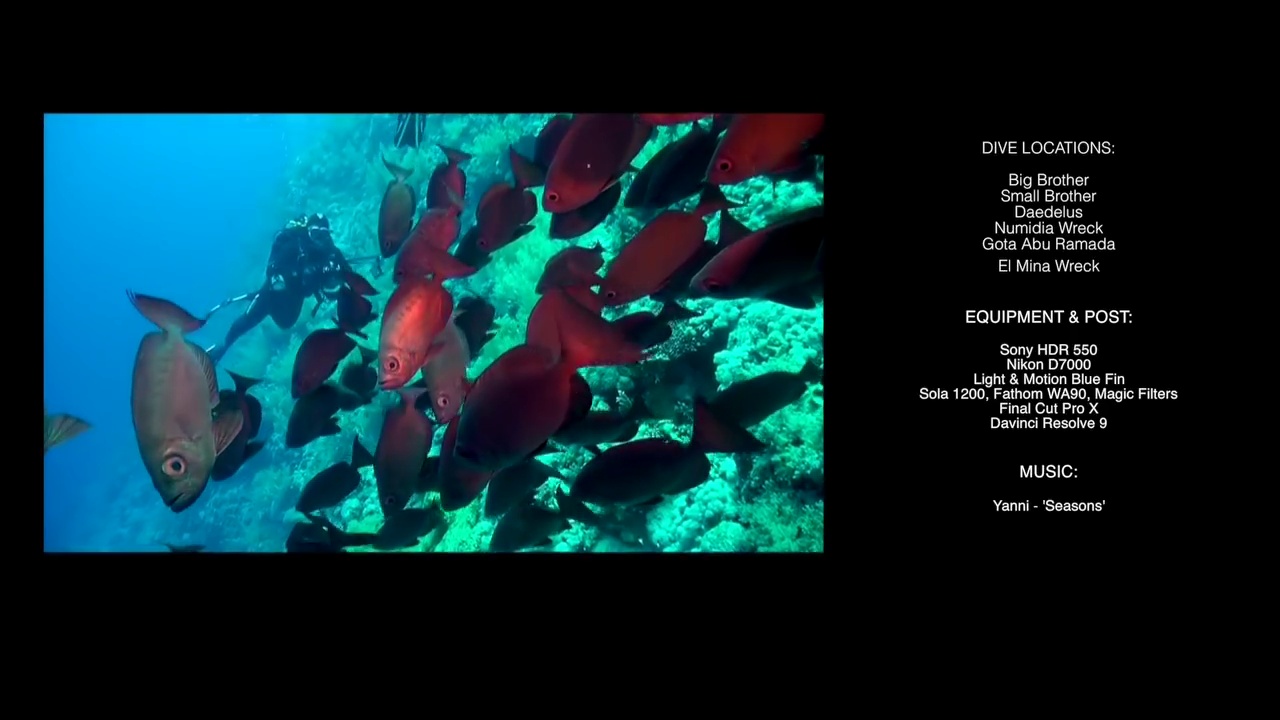 DIVE LOCATIONS:
Big Brother
Small Brother
Daedelus
Numidia Wreck
Gota Abu Ramada
El Mina Wreck
EQUIPMENT & POST:
Sony HDR 550
Nikon D7000
Light & Motion Blue Fin
Sola 1200, Fathom WA90, Magic Filters
Final Cut Pro X
Davinci Resolve 9
MUSIC:
Yanni - 'Seasons'